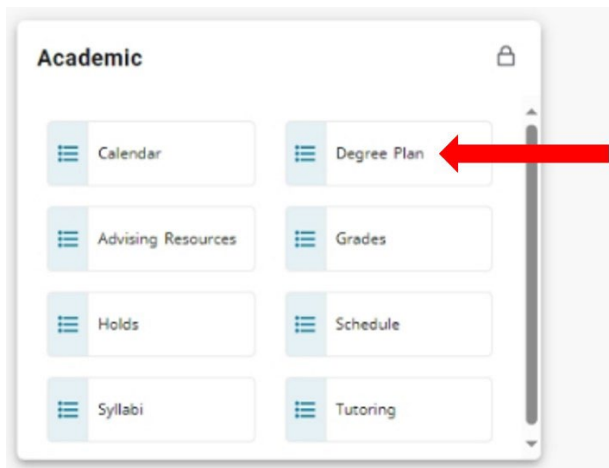 Academic
Calendar
Degree Plan
Advising Resources
Grades
Holds
Schedule
Syllabi
Tutoring